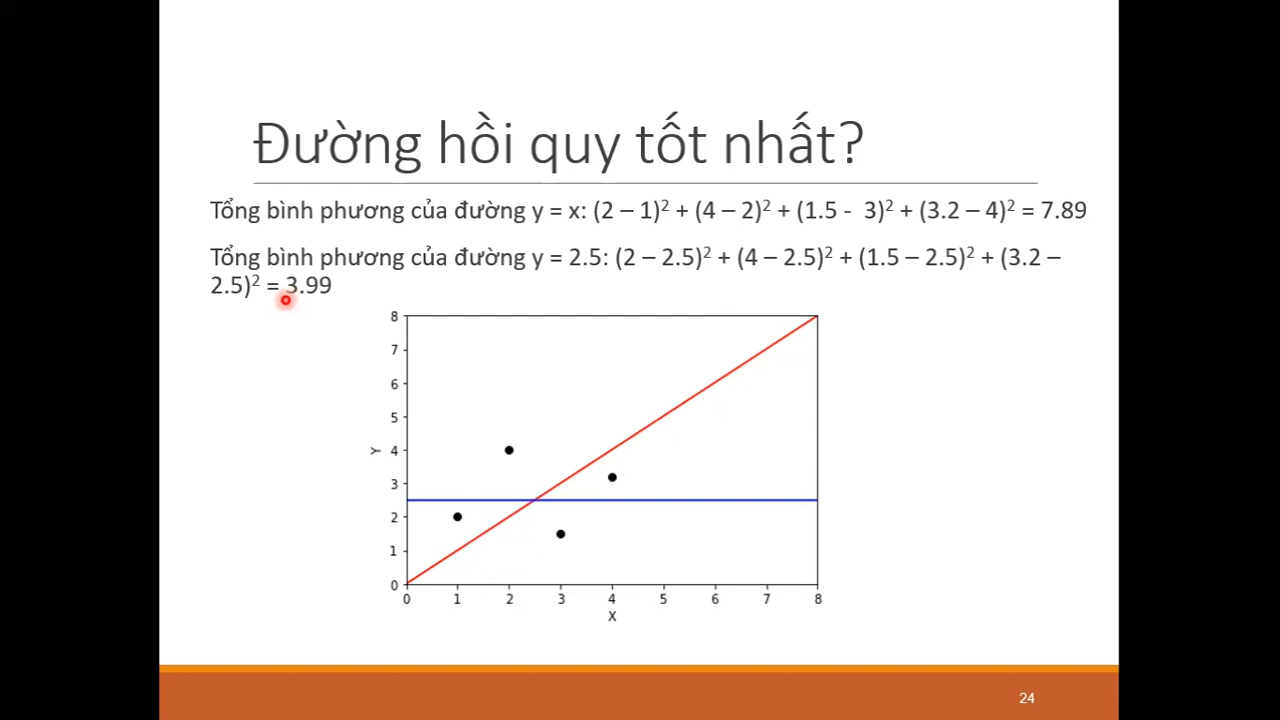 Đường hồi quy tốt nhất?
Tổng bình phương của đường y = x: (2 – 1)² + (4 – 2)² + (1.5 - 3)² + (3.2 – 4)² = 7.89
Tổng bình phương của đường y = 2.5: (2 – 2.5)² + (4 – 2.5)² + (1.5 – 2.5)² + (3.2 –
2.5)² = 3.99
8
7
6
5
4
3
2
1
0
Y
0 1 2 3 4 5 6 7 8
X
24